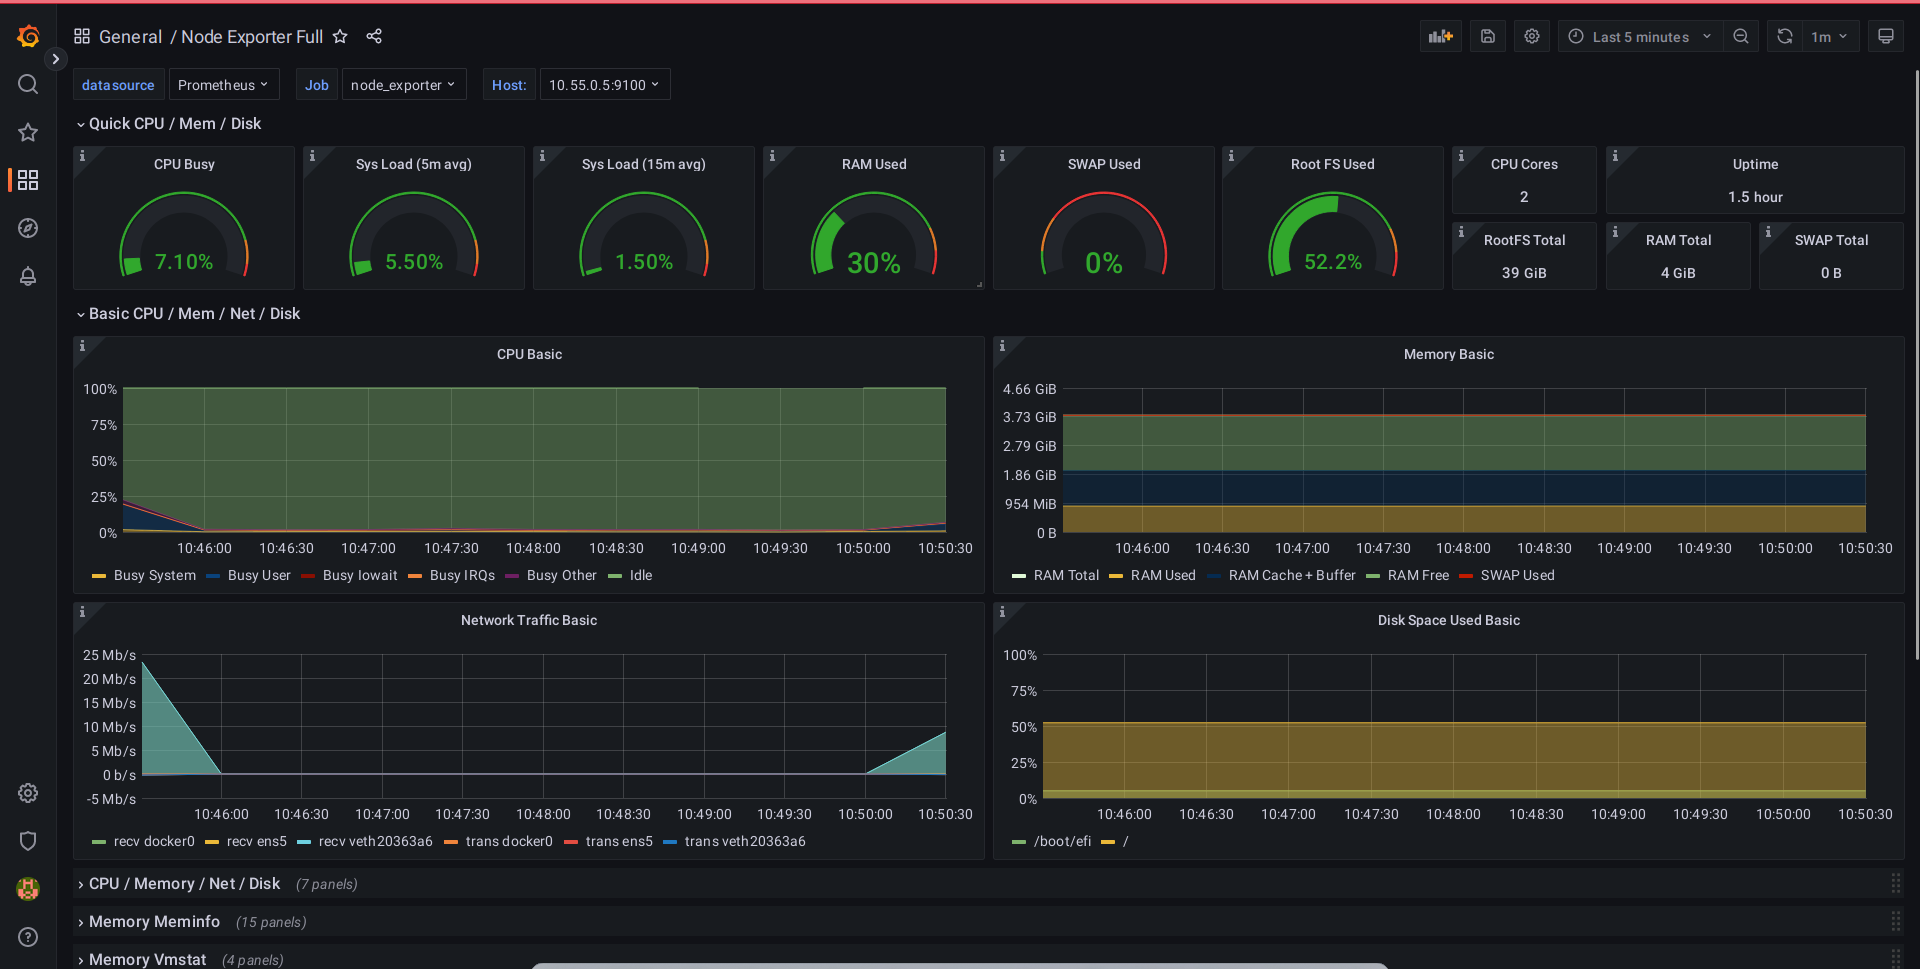 General / Node Exporter Full
Last 5 minutes 1m
datasource Prometheus Job node_exporter Host: 10.55.0.5:9100
Quick CPU / Mem / Disk
CPU Busy
7.10%
Sys Load (5m avg)
5.50%
Sys Load (15m avg)
1.50%
RAM Used
30%
SWAP Used
0%
Root FS Used
52.2%
CPU Cores
2
Uptime
1.5 hour
RootFS Total
39 GiB
RAM Total
4 GiB
SWAP Total
0 B
Basic CPU / Mem / Net / Disk
CPU Basic
100%
75%
50%
25%
0%
10:46:00 10:46:30 10:47:00 10:47:30 10:48:00 10:48:30 10:49:00 10:49:30 10:50:00 10:50:30
Busy System Busy User Busy Iowait Busy IRQs Busy Other Idle
Memory Basic
4.66 GiB
3.73 GiB
2.79 GiB
1.86 GiB
954 MiB
0 B
10:46:00 10:46:30 10:47:00 10:47:30 10:48:00 10:48:30 10:49:00 10:49:30 10:50:00 10:50:30
RAM Total RAM Used RAM Cache + Buffer RAM Free SWAP Used
Network Traffic Basic
25 Mb/s
20 Mb/s
15 Mb/s
10 Mb/s
5 Mb/s
0 b/s
-5 Mb/s
10:46:00 10:46:30 10:47:00 10:47:30 10:48:00 10:48:30 10:49:00 10:49:30 10:50:00 10:50:30
recv docker0 recv ens5 recv veth20363a6 trans docker0 trans ens5 trans veth20363a6
Disk Space Used Basic
100%
75%
50%
25%
0%
10:46:00 10:46:30 10:47:00 10:47:30 10:48:00 10:48:30 10:49:00 10:49:30 10:50:00 10:50:30
/boot/efi /
CPU / Memory / Net / Disk (7 panels)
Memory Meminfo (15 panels)
Memory Vmstat (4 panels)